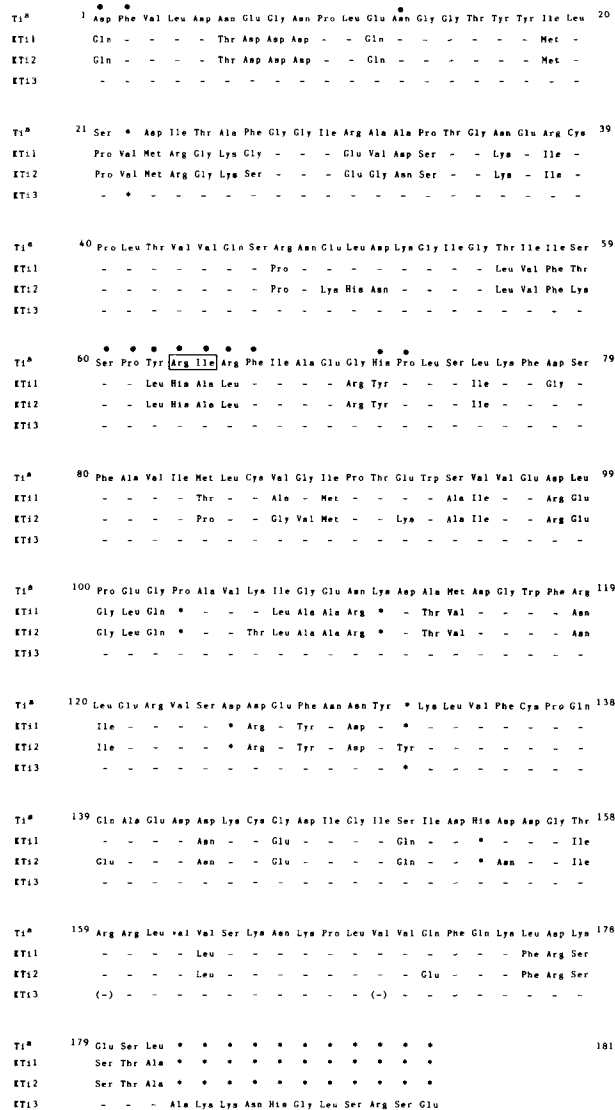 Tiª 1 Asp Phe Val Leu Asp Asn Glu Gly Asn Pro Leu Glu Asn Gly Gly Thr Tyr Tyr Ile Leu 20
KTi1 Gln - - - - Thr Asp Asp Asp - - Gln - - - - - - Met -
KTi2 Gln - - - - Thr Asp Asp Asp - - Gln - - - - - - Met -
KTi3 - - - - - - - - - - - - - - - - - - - -
Tiª 21 Ser * Asp Ile Thr Ala Phe Gly Gly Ile Arg Ala Ala Pro Thr Gly Asn Glu Arg Cys 39
KTi1 Pro Val Met Arg Gly Lys Gly - - - Glu Val Asp Ser - - Lys - Ile -
KTi2 Pro Val Met Arg Gly Lys Ser - - - Glu Gly Asn Ser - - Lys - Ile -
KTi3 - * - - - - - - - - - - - - - - - - - -
Tiª 40 Pro Leu Thr Val Val Gln Ser Arg Asn Glu Leu Asp Lys Gly Ile Gly Thr Ile Ile Ser 59
KTi1 - - - - - - - Pro - - - - - - - - Leu Val Phe Thr
KTi2 - - - - - - - Pro - Lys His Asn - - - - Leu Val Phe Lys
KTi3 - - - - - - - - - - - - - - - - - - - -
Tiª 60 Ser Pro Tyr Arg Ile Arg Phe Ile Ala Glu Gly His Pro Leu Ser Leu Lys Phe Asp Ser 79
KTi1 - - Leu His Ala Leu - - - - Arg Tyr - - - Ile - - Gly -
KTi2 - - Leu His Ala Leu - - - - Arg Tyr - - - Ile - - - -
KTi3 - - - - - - - - - - - - - - - - - - - -
Tiª 80 Phe Ala Val Ile Met Leu Cys Val Gly Ile Pro Thr Glu Trp Ser Val Val Glu Asp Leu 99
KTi1 - - - - Thr - - Ala - Met - - - - Ala Ile - - Arg Glu
KTi2 - - - - Pro - - Gly Val Met - - Lys - Ala Ile - - Arg Glu
KTi3 - - - - - - - - - - - - - - - - - - - -
Tiª 100 Pro Glu Gly Pro Ala Val Lys Ile Gly Glu Asn Lys Asp Ala Met Asp Gly Trp Phe Arg 119
KTi1 Gly Leu Gln * - - - Leu Ala Ala Arg * - Thr Val - - - - Asn
KTi2 Gly Leu Gln * - - Thr Leu Ala Ala Arg * - Thr Val - - - - Asn
KTi3 - - - - - - - - - - - - - - - - - - - -
Tiª 120 Leu Glu Arg Val Ser Asp Asp Glu Phe Asn Asn Tyr * Lys Leu Val Phe Cys Pro Gln 138
KTi1 Ile - - - - * Arg - Tyr - Asp - * - - - - - - -
KTi2 Ile - - - - * Arg - Tyr - Asp - Tyr - - - - - - -
KTi3 - - - - - - - - - - - - * - - - - - - -
Tiª 139 Gln Ala Glu Asp Asp Lys Cys Gly Asp Ile Gly Ile Ser Ile Asp His Asp Asp Gly Thr 158
KTi1 - - - - Asn - - Glu - - - - Gln - - * - - - Ile
KTi2 Glu - - - Asn - - Glu - - - - Gln - - * Asn - - Ile
KTi3 - - - - - - - - - - - - - - - - - - - -
Tiª 159 Arg Arg Leu Val Val Ser Lys Asn Lys Pro Leu Val Val Gln Phe Gln Lys Leu Asp Lys 178
KTi1 - - - - Leu - - - - - - - - - - - - Phe Arg Ser
KTi2 - - - - Leu - - - - - - - - Glu - - - Phe Arg Ser
KTi3 (-) - - - - - - - - - - (-) - - - - - - - -
Tiª 179 Glu Ser Leu * * * * * * * * * * * 181
KTi1 Ser Thr Ala * * * * * * * * * * *
KTi2 Ser Thr Ala * * * * * * * * * * *
KTi3 - - - Ala Lys Lys Asn His Gly Leu Ser Arg Ser Glu